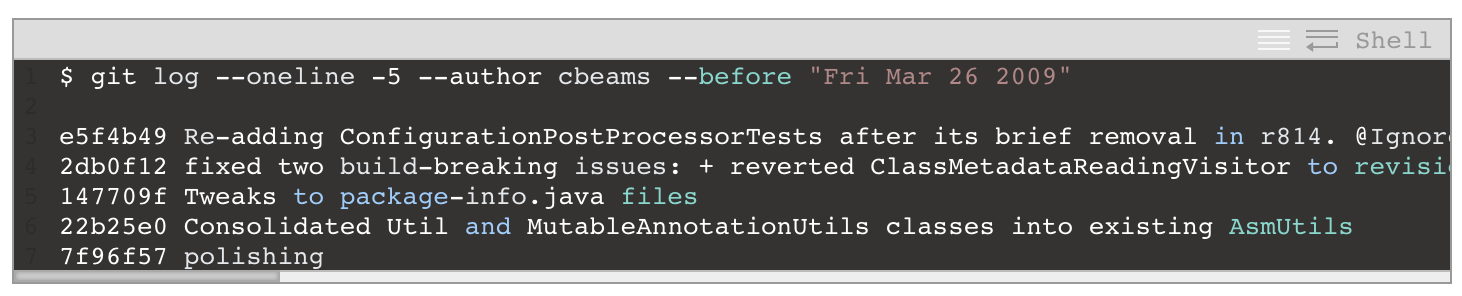 Shell
1 $ git log --oneline -5 --author cbeams --before "Fri Mar 26 2009"
2
3 e5f4b49 Re-adding ConfigurationPostProcessorTests after its brief removal in r814. @Ignor
4 2db0f12 fixed two build-breaking issues: + reverted ClassMetadataReadingVisitor to revisi
5 147709f Tweaks to package-info.java files
6 22b25e0 Consolidated Util and MutableAnnotationUtils classes into existing AsmUtils
7 7f96f57 polishing